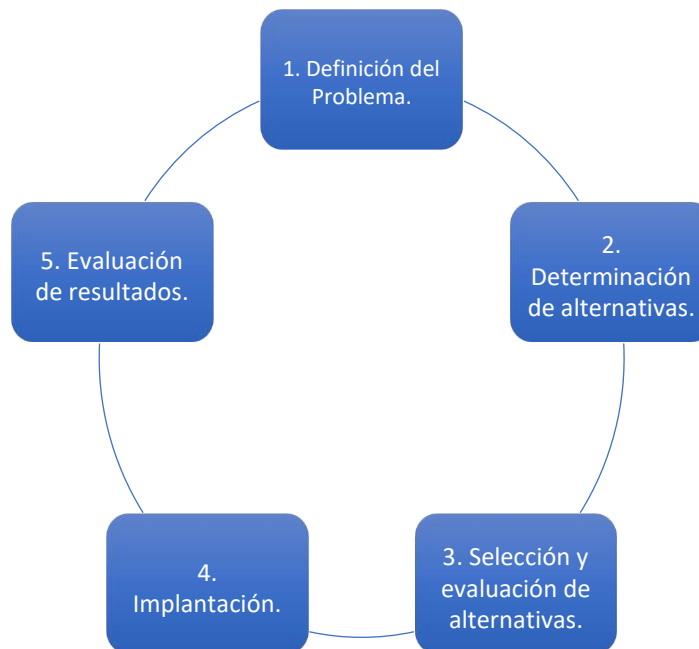 1. Definición del
Problema.
2.
Determinación
de alternativas.
3. Selección y
evaluación de
alternativas.
4.
Implantación.
5. Evaluación
de resultados.